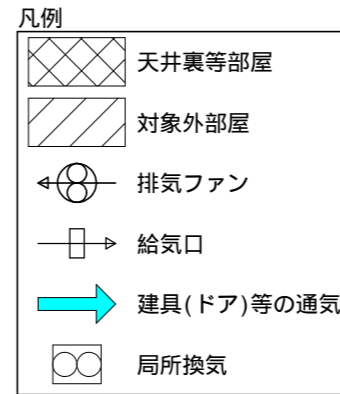 凡例
天井裏等部屋
対象外部屋
排気ファン
給気口
建具(ドア)等の通気
局所換気